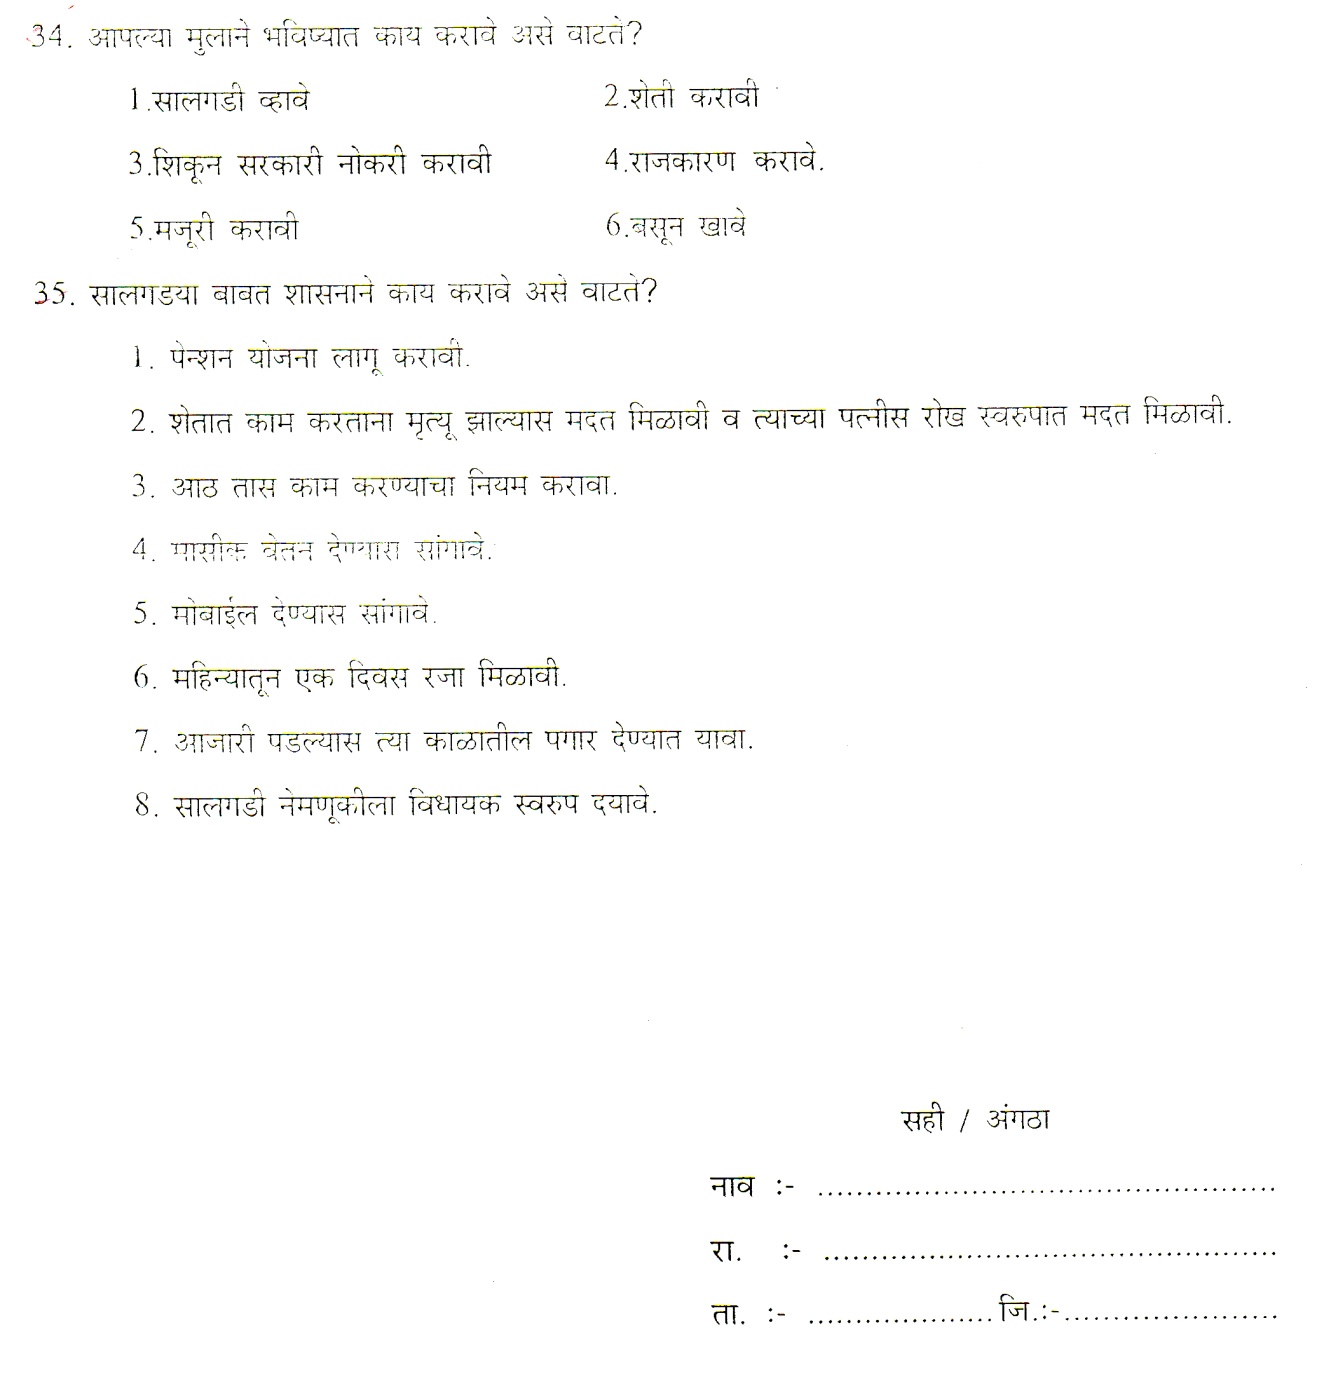 34. आपल्या मुलाने भविष्यात काय करावे असे वाटते?
1.सालगडी व्हावे 2.शेती करावी
3.शिकून सरकारी नोकरी करावी 4.राजकारण करावे.
5.मजूरी करावी 6.बसून खावे
35. सालगडया बाबत शासनाने काय करावे असे वाटते?
1. पेन्शन योजना लागू करावी.
2. शेतात काम करताना मृत्यू झाल्यास मदत मिळावी व त्याच्या पत्नीस रोख स्वरुपात मदत मिळावी.
3. आठ तास काम करण्याचा नियम करावा.
4. मासीक वेतन देण्यास सांगावे.
5. मोबाईल देण्यास सांगावे.
6. महिन्यातून एक दिवस रजा मिळावी.
7. आजारी पडल्यास त्या काळातील पगार देण्यात यावा.
8. सालगडी नेमणूकीला विधायक स्वरुप दयावे.
सही / अंगठा
नाव :- ................................................
रा. :- ................................................
ता. :- ....................... जि.:-..........................